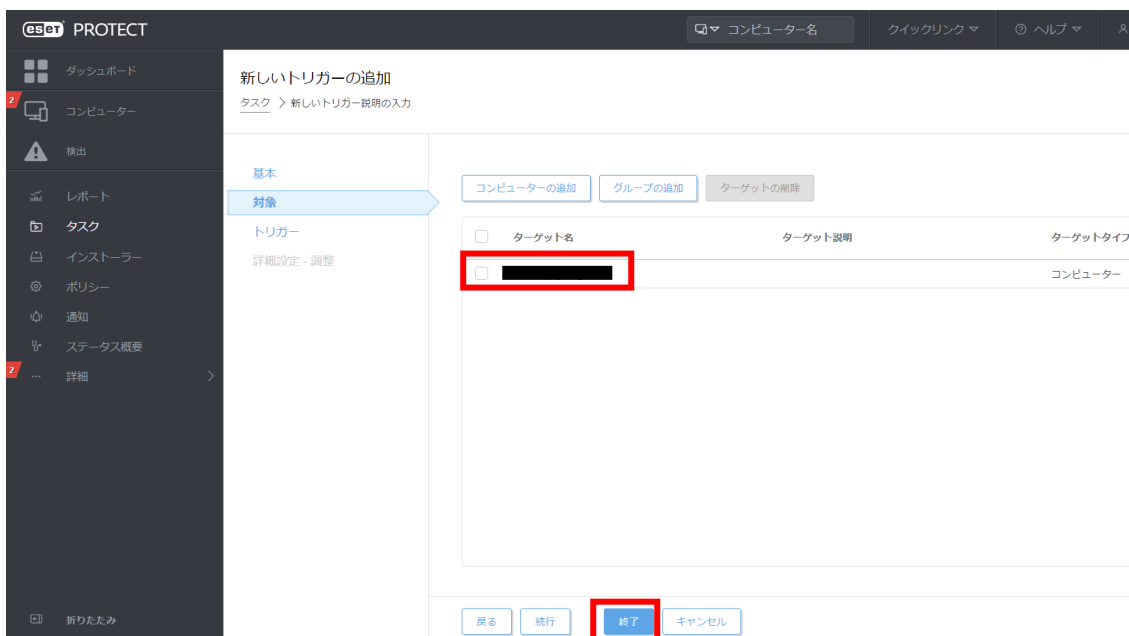 eset PROTECT
コンピューター名
クイックリンク
ヘルプ
ダッシュボード
2
コンピューター
検出
レポート
タスク
インストーラー
ポリシー
通知
ステータス概要
2
詳細
折りたたみ
新しいトリガーの追加
タスク 〉新しいトリガー説明の入力
基本
対象
トリガー
詳細設定 - 調整
コンピューターの追加 グループの追加 ターゲットの削除
ターゲット名 ターゲット説明 ターゲットタイプ
コンピューター
戻る 続行 終了 キャンセル